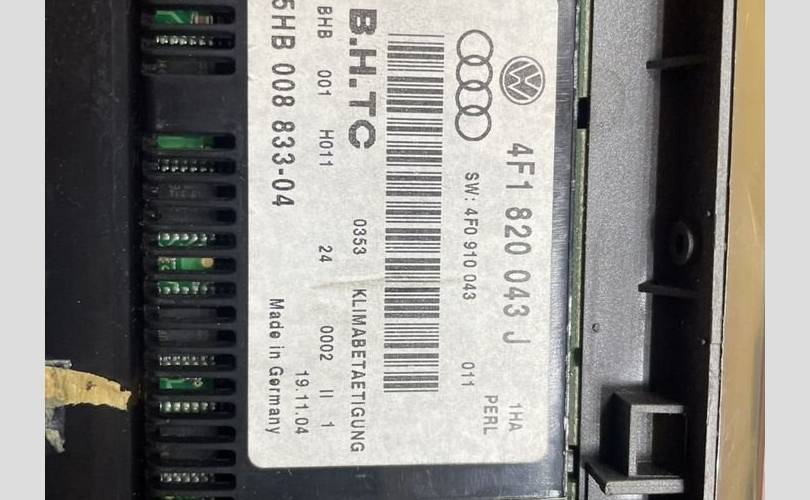 4F1 820 043 J 1HA
PERL
SW: 4F0 910 043 011
B.H.TC 0353 KLIMABETAETIGUNG
BHB 001 H011 24 0002 II 1
19.11.04
5HB 008 833-04 Made in Germany